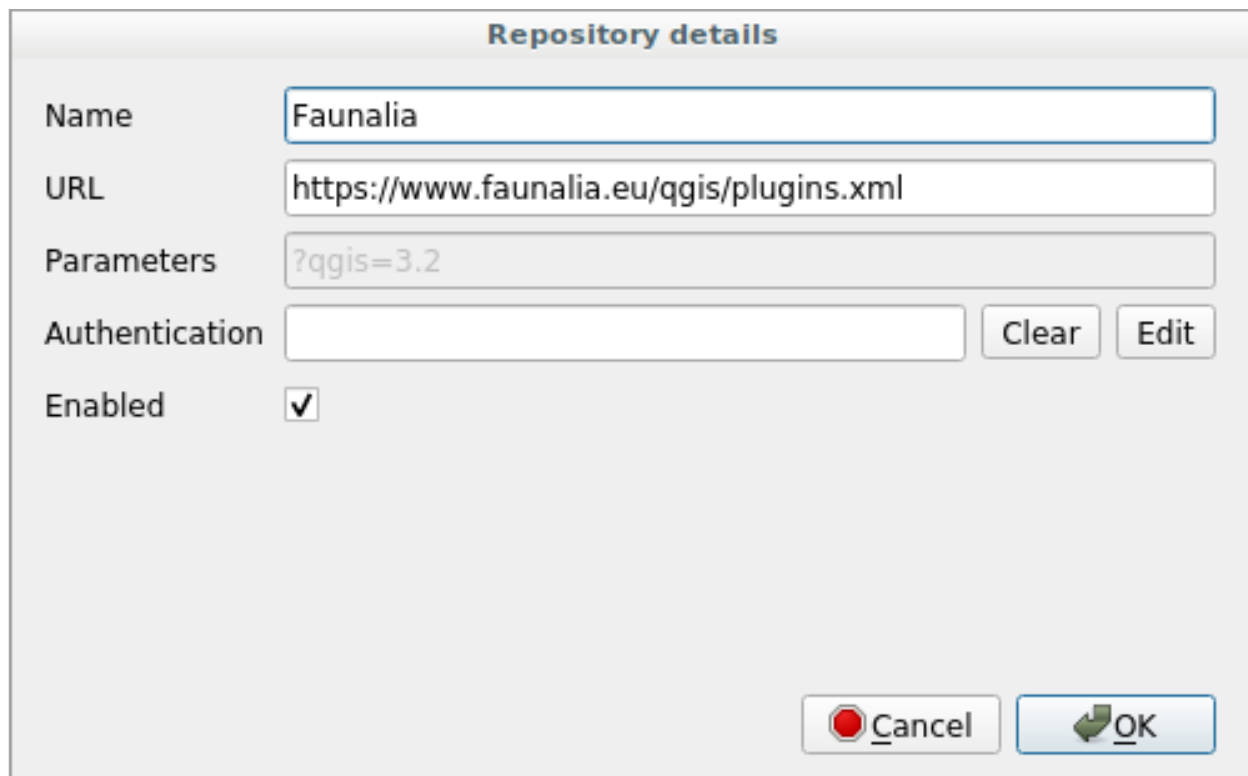 Repository details
Name Faunalia
URL https://www.faunalia.eu/qgis/plugins.xml
Parameters ?qgis=3.2
Authentication Clear Edit
Enabled
Cancel OK